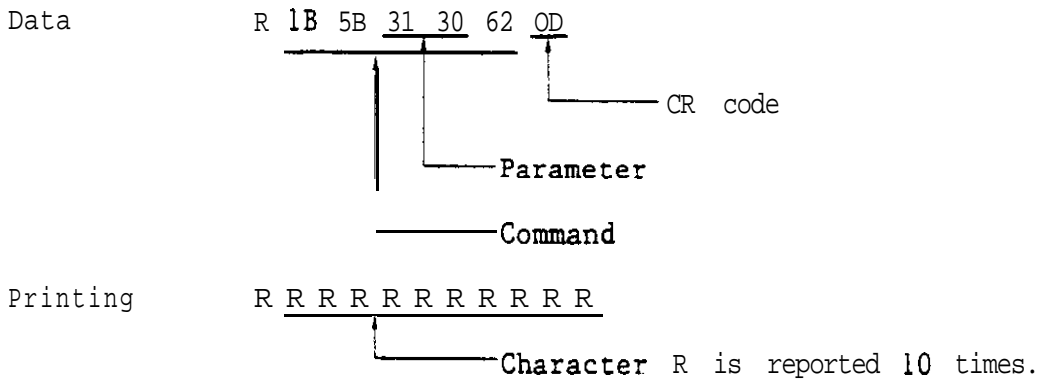 Data R 1B 5B 31 30 62 OD
CR code
Parameter
Command
Printing R R R R R R R R R R R
Character R is reported 10 times.